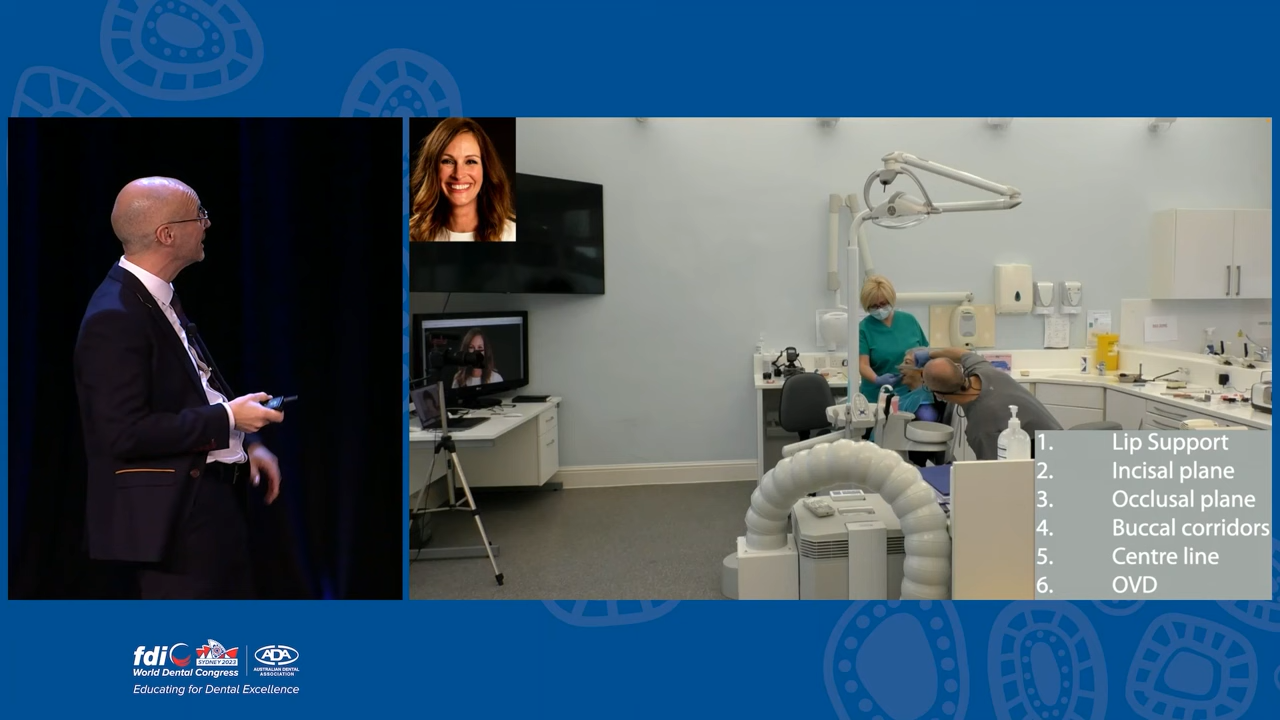 1. Lip Support
2. Incisal plane
3. Occlusal plane
4. Buccal corridors
5. Centre line
6. OVD
fdi
SYDNEY 2023
World Dental Congress
ADA
AUSTRALIAN DENTAL
ASSOCIATION
Educating for Dental Excellence